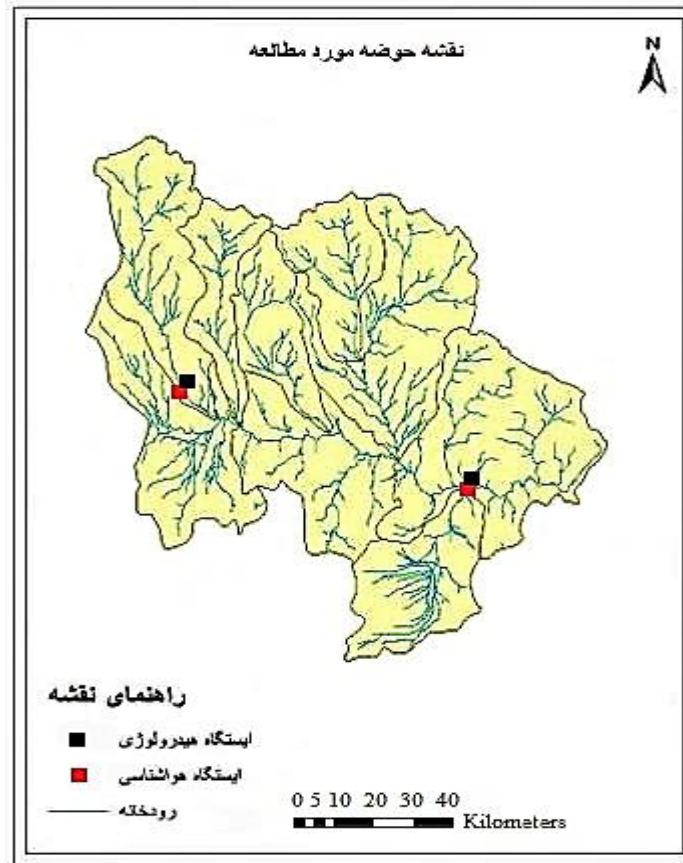 نقشه حوضه مورد مطالعه
N
راهنمای نقشه
ایستگاه هیدرولوژی
ایستگاه هواشناسی
رودخانه
0 5 10 20 30 40
Kilometers